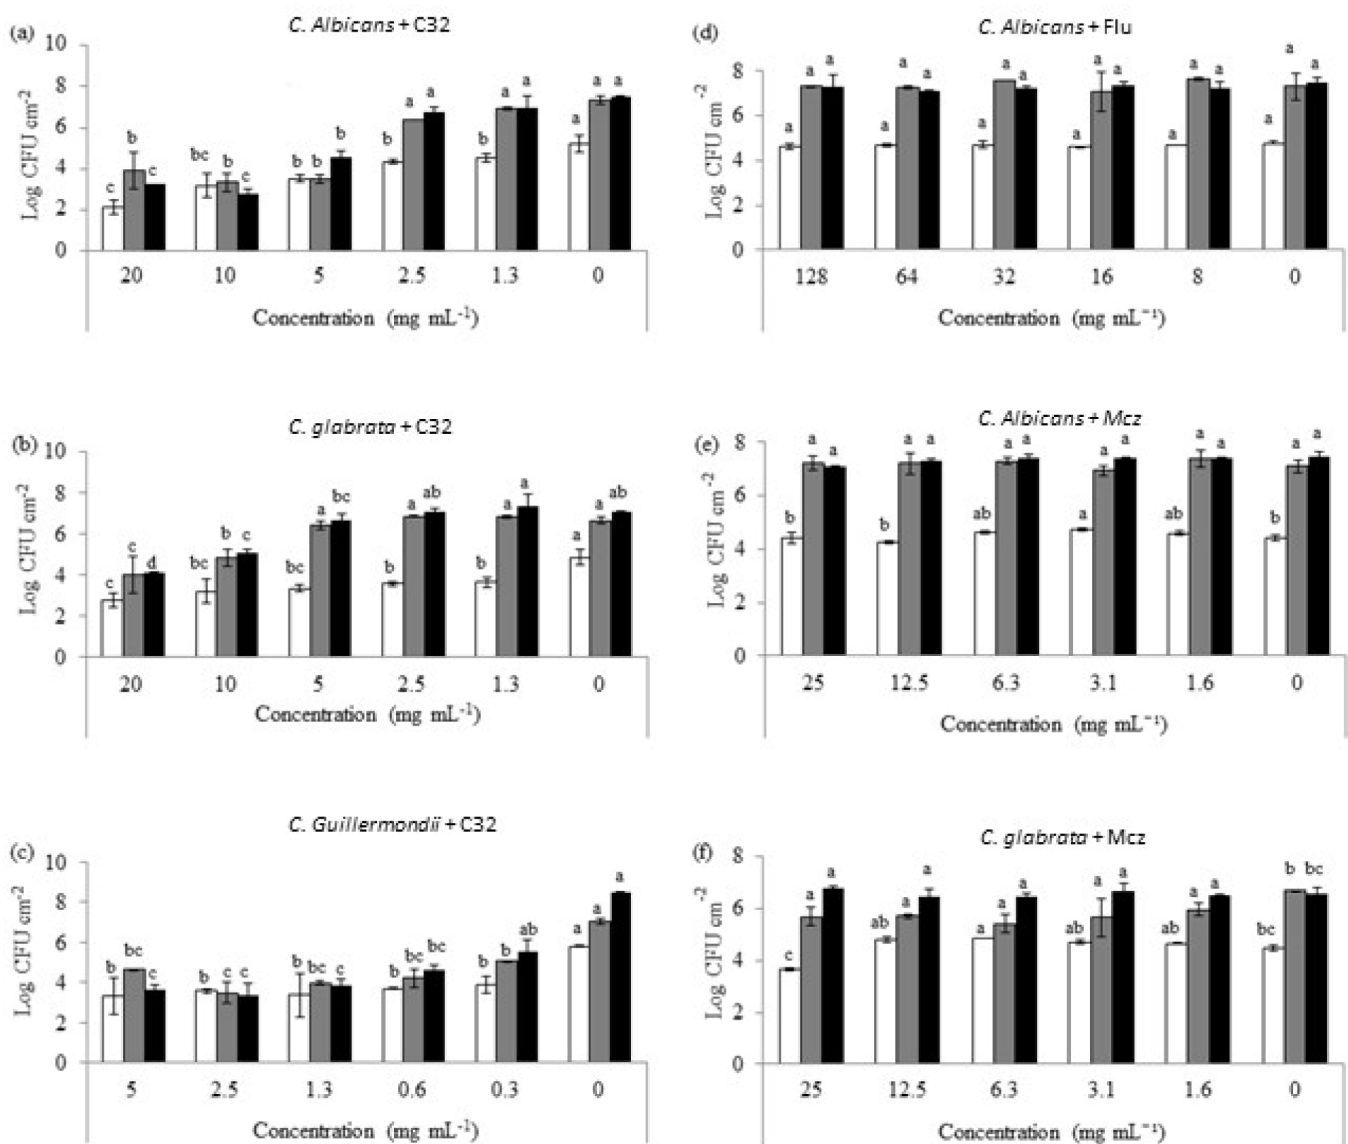 (a)
C. Albicans + C32
c b c bc b c b b b b a a b a a a a a
10
8
6
4
2
0
Log CFU cm-2
20 10 5 2.5 1.3 0
Concentration (mg mL-1)
(b)
C. glabrata + C32
c c d bc b c bc a bc b a ab b a a a a ab
10
8
6
4
2
0
Log CFU cm-2
20 10 5 2.5 1.3 0
Concentration (mg mL-1)
(c)
C. Guillermondii + C32
b bc c b c c b bc c b bc bc b b ab a a a
10
8
6
4
2
0
Log CFU cm-2
5 2.5 1.3 0.6 0.3 0
Concentration (mg mL-1)
(d)
C. Albicans + Flu
a a a a a a a a a a a a a a a a a a
8
6
4
2
0
Log CFU cm-2
128 64 32 16 8 0
Concentration (mg mL-1)
(e)
C. Albicans + Mcz
b a a b a a ab a a a a a ab a a b a a
8
6
4
2
0
Log CFU cm-2
25 12.5 6.3 3.1 1.6 0
Concentration (mg mL-1)
(f)
C. glabrata + Mcz
c a a ab a a a a a ab a a ab a a bc b bc
8
6
4
2
0
Log CFU cm-2
25 12.5 6.3 3.1 1.6 0
Concentration (mg mL-1)